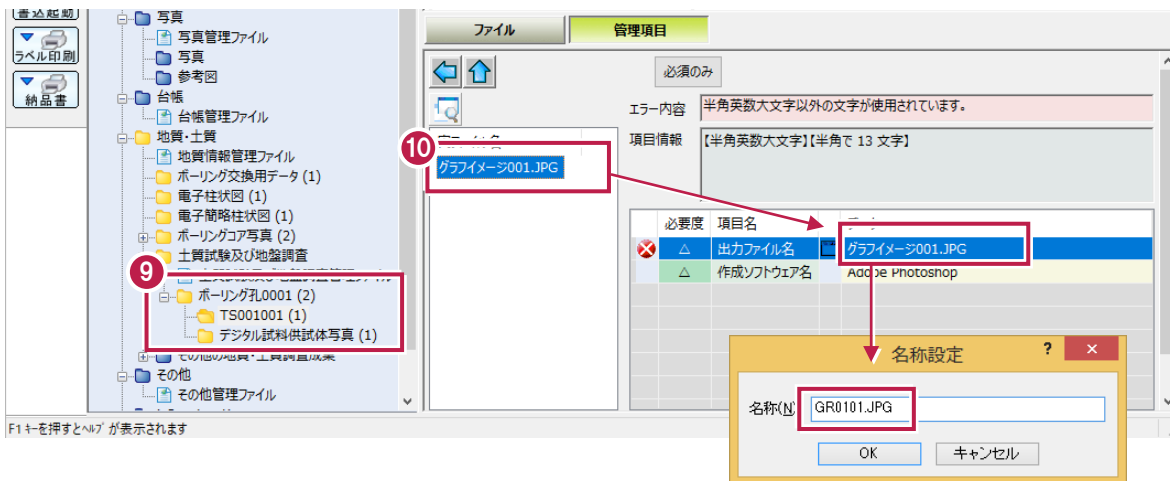 書込起動
ラベル印刷
納品書
写真
写真管理ファイル
写真
参考図
台帳
台帳管理ファイル
地質・土質
地質情報管理ファイル
ボーリング交換用データ (1)
電子柱状図 (1)
電子簡略柱状図 (1)
ボーリングコア写真 (2)
土質試験及び地盤調査
9
ボーリング孔0001 (2)
TS001001 (1)
デジタル試料供試体写真 (1)
その他の地質・土質調査成果
その他
その他管理ファイル
F1キーを押すとヘルプが表示されます
ファイル
管理項目
必須のみ
エラー内容
半角英数大文字以外の文字が使用されています。
項目情報
【半角英数大文字】【半角で 13 文字】
10
グラフイメージ001.JPG
必要度 項目名
△ 出力ファイル名 グラフイメージ001.JPG
△ 作成ソフトウェア名 Adobe Photoshop
名称設定
? ×
名称(N)
GR0101.JPG
OK
キャンセル